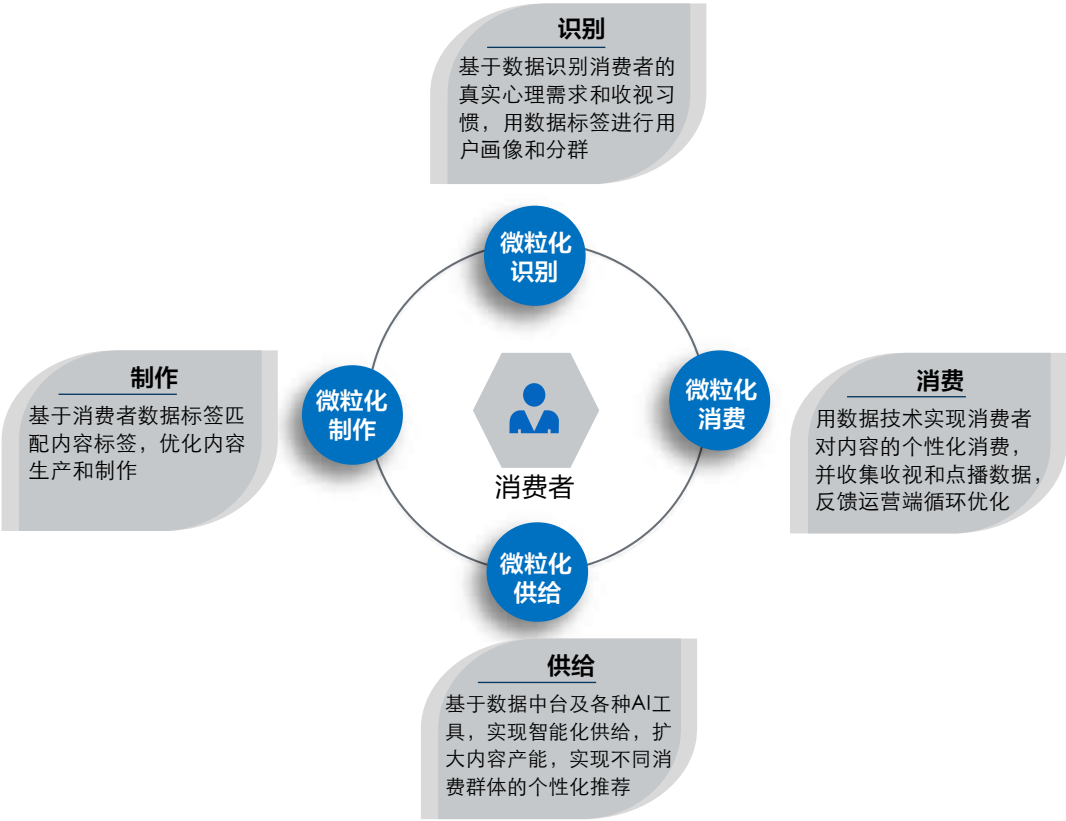 识别
基于数据识别消费者的
真实心理需求和收视习
惯，用数据标签进行用
户画像和分群
微粒化
识别
制作
基于消费者数据标签匹
配内容标签，优化内容
生产和制作
微粒化
制作
消费者
微粒化
消费
消费
用数据技术实现消费者
对内容的个性化消费，
并收集收视和点播数据，
反馈运营端循环优化
微粒化
供给
供给
基于数据中台及各种AI工
具，实现智能化供给，扩
大内容产能，实现不同消
费群体的个性化推荐